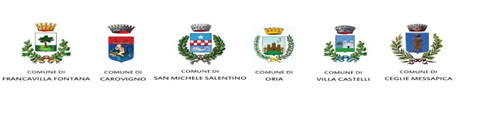 COMUNE DI
FRANCAVILLA FONTANA
COMUNE DI
CAROVIGNO
COMUNE DI
SAN MICHELE SALENTINO
COMUNE DI
ORIA
COMUNE DI
VILLA CASTELLI
COMUNE DI
CEGLIE MESSAPICA